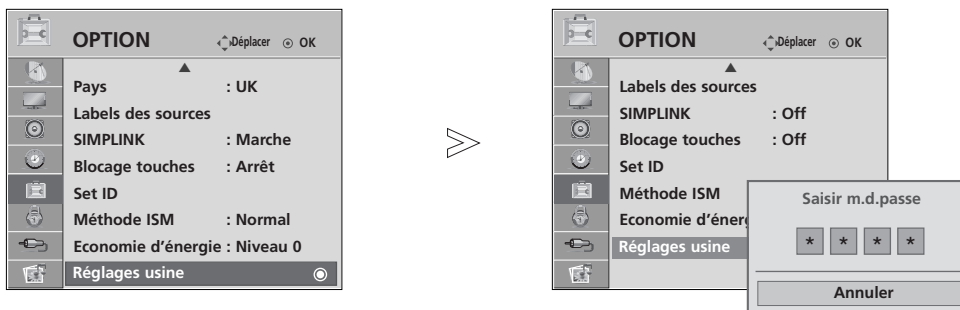 OPTION
Déplacer OK
Pays : UK
Labels des sources
SIMPLINK : Marche
Blocage touches : Arrêt
Set ID
Méthode ISM : Normal
Economie d'énergie : Niveau 0
Réglages usine
OPTION
Déplacer OK
Labels des sources
SIMPLINK : Off
Blocage touches : Off
Set ID
Méthode ISM
Economie d'énerg
Réglages usine
Saisir m.d.passe
* * * *
Annuler